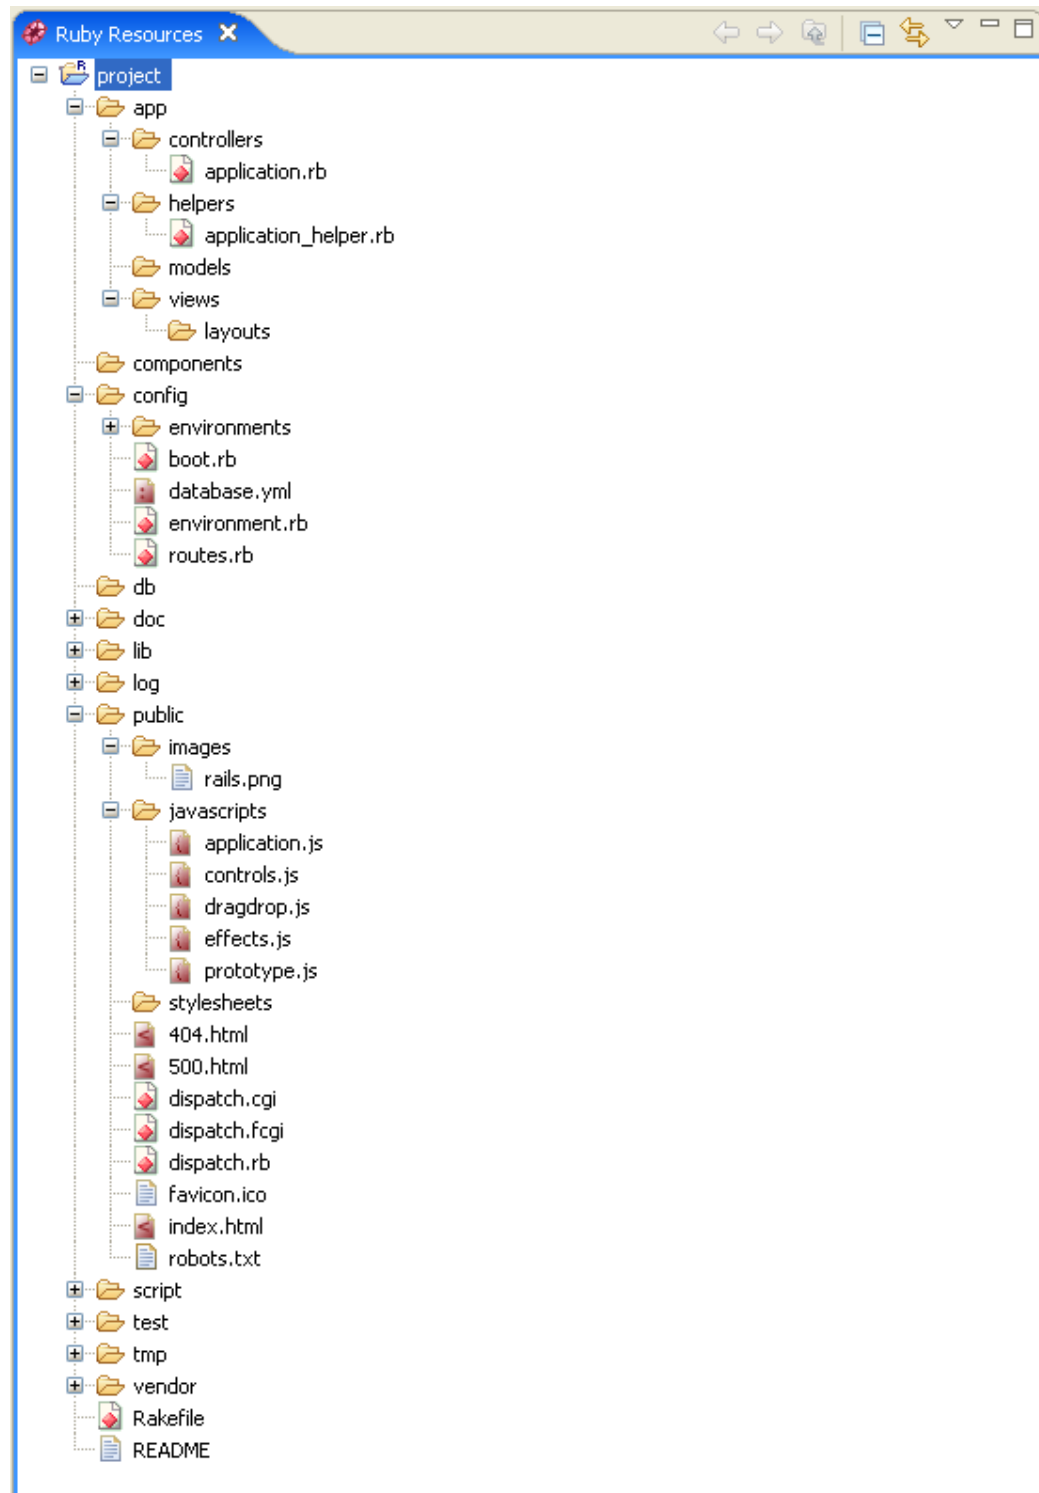 Ruby Resources
project
app
controllers
application.rb
helpers
application_helper.rb
models
views
layouts
components
config
environments
boot.rb
database.yml
environment.rb
routes.rb
db
doc
lib
log
public
images
rails.png
javascripts
application.js
controls.js
dragdrop.js
effects.js
prototype.js
stylesheets
404.html
500.html
dispatch.cgi
dispatch.fcgi
dispatch.rb
favicon.ico
index.html
robots.txt
script
test
tmp
vendor
Rakefile
README